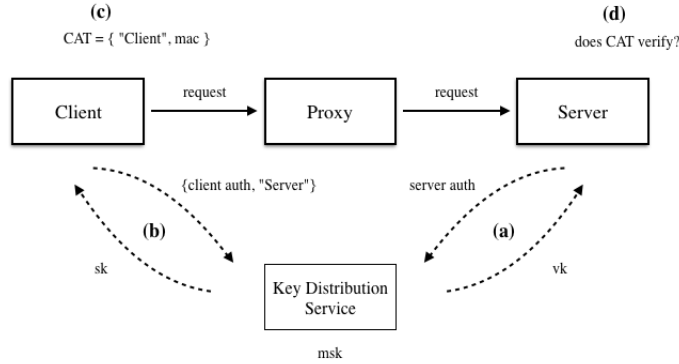 (c)
(d)
CAT = { "Client", mac }
does CAT verify?
Client
request
Proxy
request
Server
{client auth, "Server"}
server auth
(b)
(a)
sk
Key Distribution
Service
vk
msk